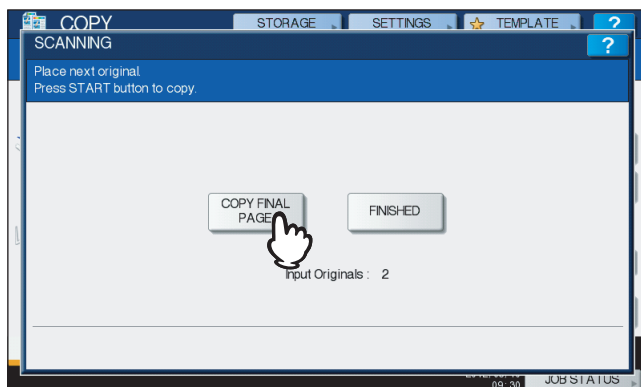 COPY
STORAGE
SETTINGS
TEMPLATE
?
SCANNING
?
Place next original.
Press START button to copy.
COPY FINAL
PAGE
FINISHED
Input Originals : 2
09:30
JOB STATUS